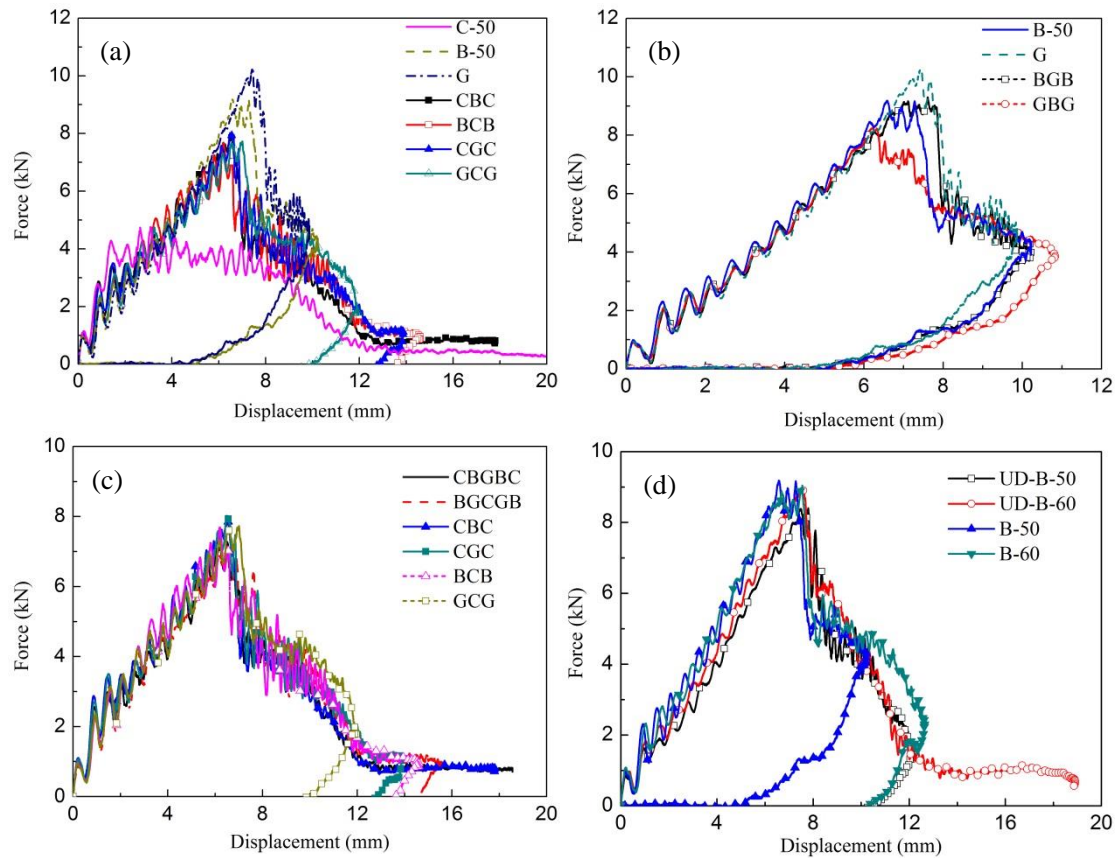 (a)
C-50
B-50
G
CBC
BCB
CGC
GCG
Force (kN)
12
10
8
6
4
2
0
0 4 8 12 16 20
Displacement (mm)
(b)
B-50
G
BGB
GBG
Force (kN)
12
10
8
6
4
2
0
0 2 4 6 8 10 12
Displacement (mm)
(c)
CBGBC
BGCGB
CBC
CGC
BCB
GCG
Force (kN)
10
8
6
4
2
0
0 4 8 12 16 20
Displacement (mm)
(d)
UD-B-50
UD-B-60
B-50
B-60
Force (kN)
10
8
6
4
2
0
0 4 8 12 16 20
Displacement (mm)